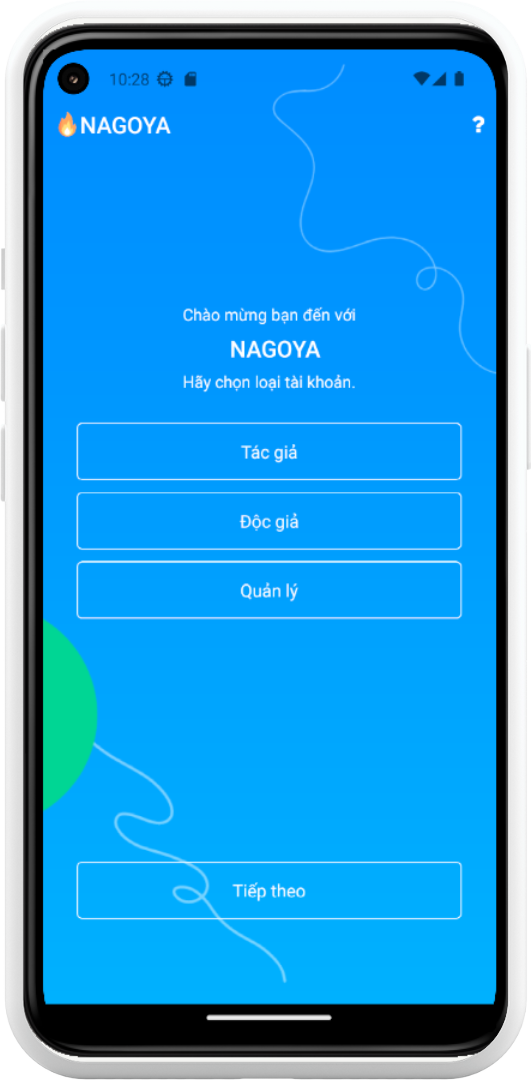 10:28
🔥NAGOYA ?
Chào mừng bạn đến với
NAGOYA
Hãy chọn loại tài khoản.
Tác giả
Độc giả
Quản lý
Tiếp theo